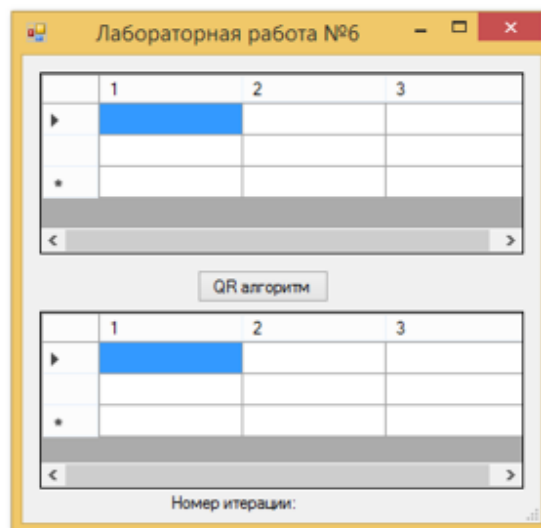 Лабораторная работа №6
1 2 3
QR алгоритм
1 2 3
Номер итерации: